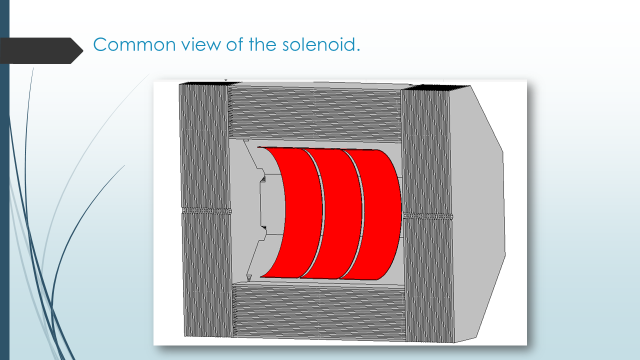 Common view of the solenoid.